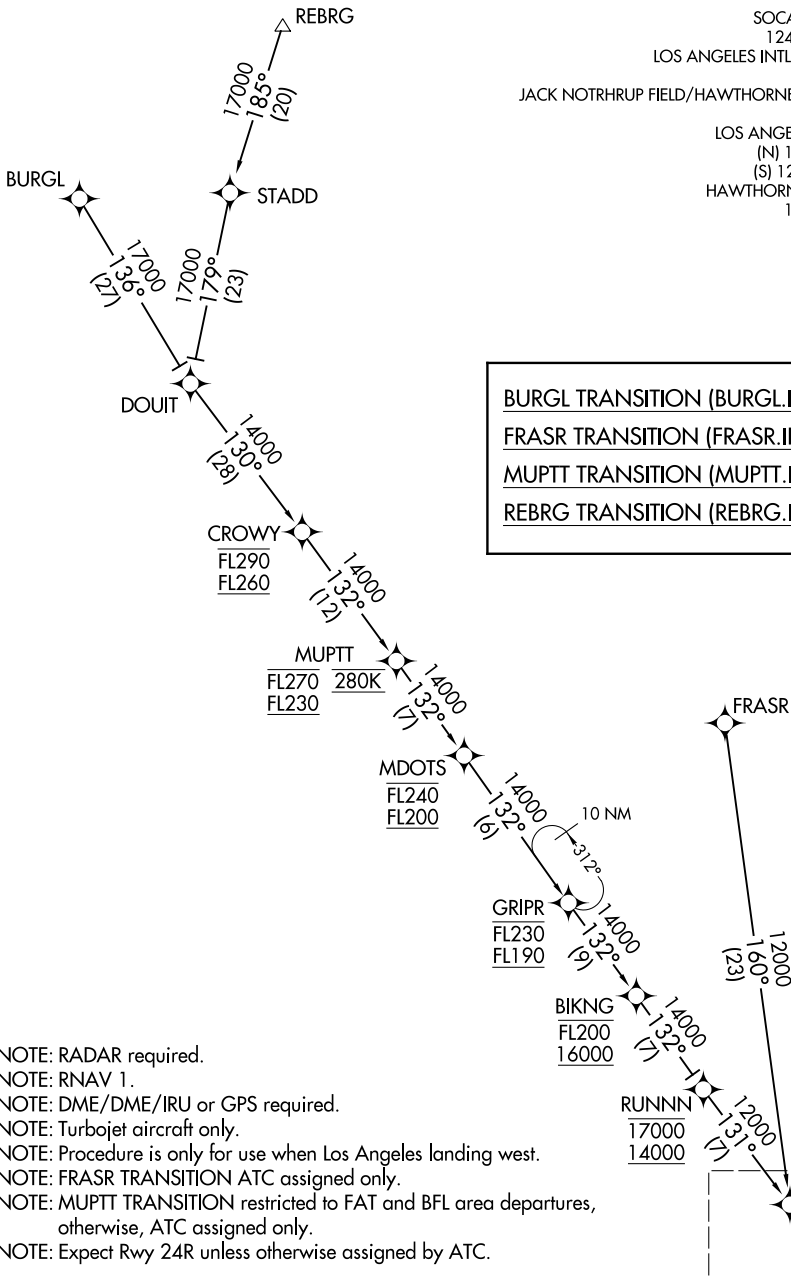 REBRG
17000
185°
(20)
SOCA
124
LOS ANGELES INTL
JACK NOTRHRUP FIELD/HAWTHORNE
LOS ANGE
(N) 1
(S) 12
HAWTHORN
1
BURGL
STADD
17000
136°
(27)
17000
179°
(23)
DOUIT
14000
130°
(28)
BURGL TRANSITION (BURGL.
FRASR TRANSITION (FRASR.I
MUPTT TRANSITION (MUPTT.
REBRG TRANSITION (REBRG.
CROWY
FL290
FL260
14000
132°
(12)
MUPTT
FL270 280K
FL230
14000
132°
(7)
FRASR
MDOTS
FL240
FL200
14000
132°
(6)
10 NM
312°
GRIPR
FL230
FL190
14000
132°
(9)
12000
160°
(23)
BIKNG
FL200
16000
14000
132°
(7)
RUNNN
17000
14000
12000
131°
(7)
NOTE: RADAR required.
NOTE: RNAV 1.
NOTE: DME/DME/IRU or GPS required.
NOTE: Turbojet aircraft only.
NOTE: Procedure is only for use when Los Angeles landing west.
NOTE: FRASR TRANSITION ATC assigned only.
NOTE: MUPTT TRANSITION restricted to FAT and BFL area departures,
otherwise, ATC assigned only.
NOTE: Expect Rwy 24R unless otherwise assigned by ATC.